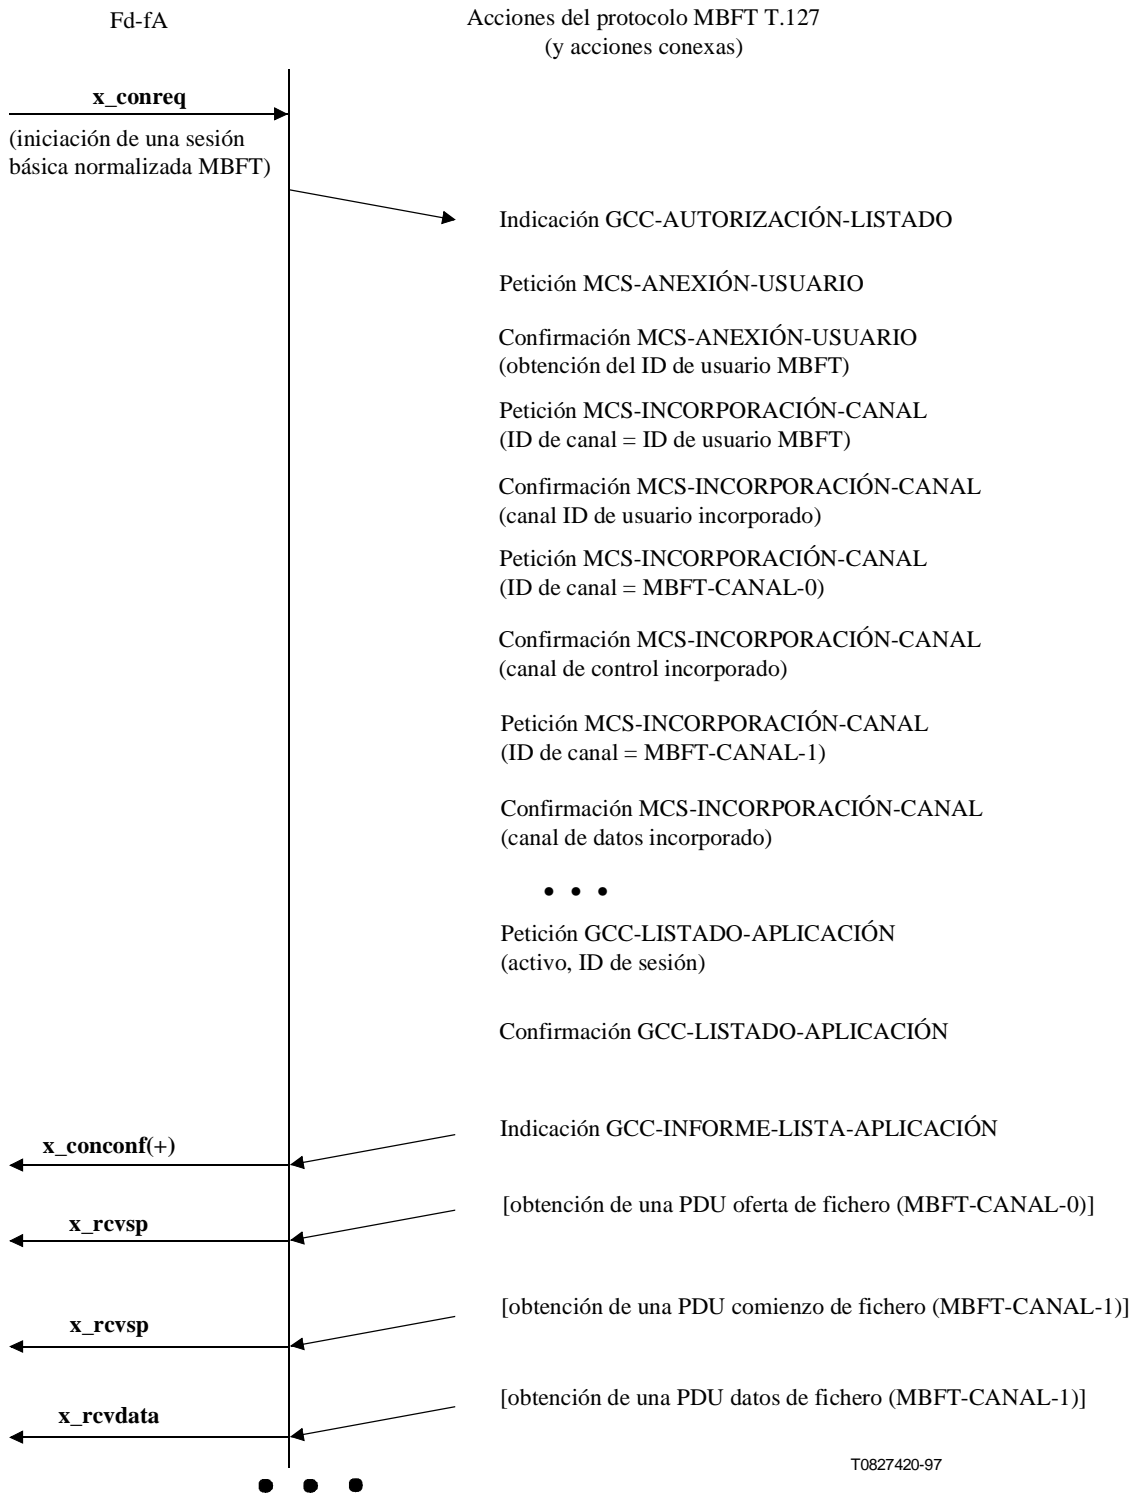 Fd-fA
Acciones del protocolo MBFT T.127
(y acciones conexas)
x_conreq
(iniciación de una sesión
básica normalizada MBFT)
Indicación GCC-AUTORIZACIÓN-LISTADO
Petición MCS-ANEXIÓN-USUARIO
Confirmación MCS-ANEXIÓN-USUARIO
(obtención del ID de usuario MBFT)
Petición MCS-INCORPORACIÓN-CANAL
(ID de canal = ID de usuario MBFT)
Confirmación MCS-INCORPORACIÓN-CANAL
(canal ID de usuario incorporado)
Petición MCS-INCORPORACIÓN-CANAL
(ID de canal = MBFT-CANAL-0)
Confirmación MCS-INCORPORACIÓN-CANAL
(canal de control incorporado)
Petición MCS-INCORPORACIÓN-CANAL
(ID de canal = MBFT-CANAL-1)
Confirmación MCS-INCORPORACIÓN-CANAL
(canal de datos incorporado)
• • •
Petición GCC-LISTADO-APLICACIÓN
(activo, ID de sesión)
Confirmación GCC-LISTADO-APLICACIÓN
Indicación GCC-INFORME-LISTA-APLICACIÓN
x_conconf(+)
[obtención de una PDU oferta de fichero (MBFT-CANAL-0)]
x_rcvsp
[obtención de una PDU comienzo de fichero (MBFT-CANAL-1)]
x_rcvsp
[obtención de una PDU datos de fichero (MBFT-CANAL-1)]
x_rcvdata
T0827420-97
• • •